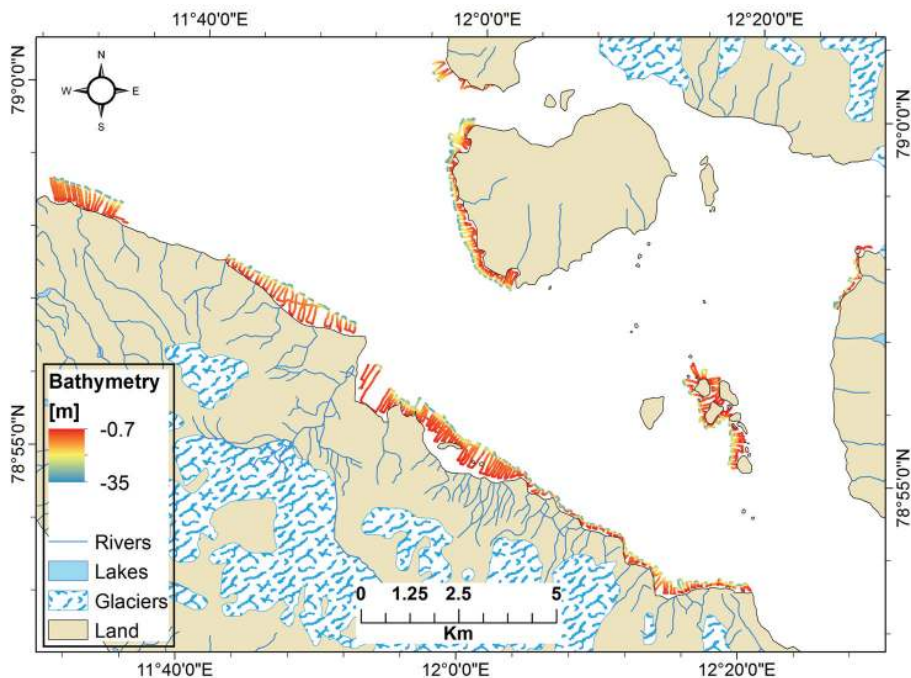 11°40'0"E 12°0'0"E 12°20'0"E
79°0'0"N
N
W E
S
79°0'0"N
Bathymetry
[m]
-0.7
-35
78°55'0"N
78°55'0"N
Rivers
Lakes
Glaciers
Land
0 1.25 2.5 5
Km
11°40'0"E 12°0'0"E 12°20'0"E